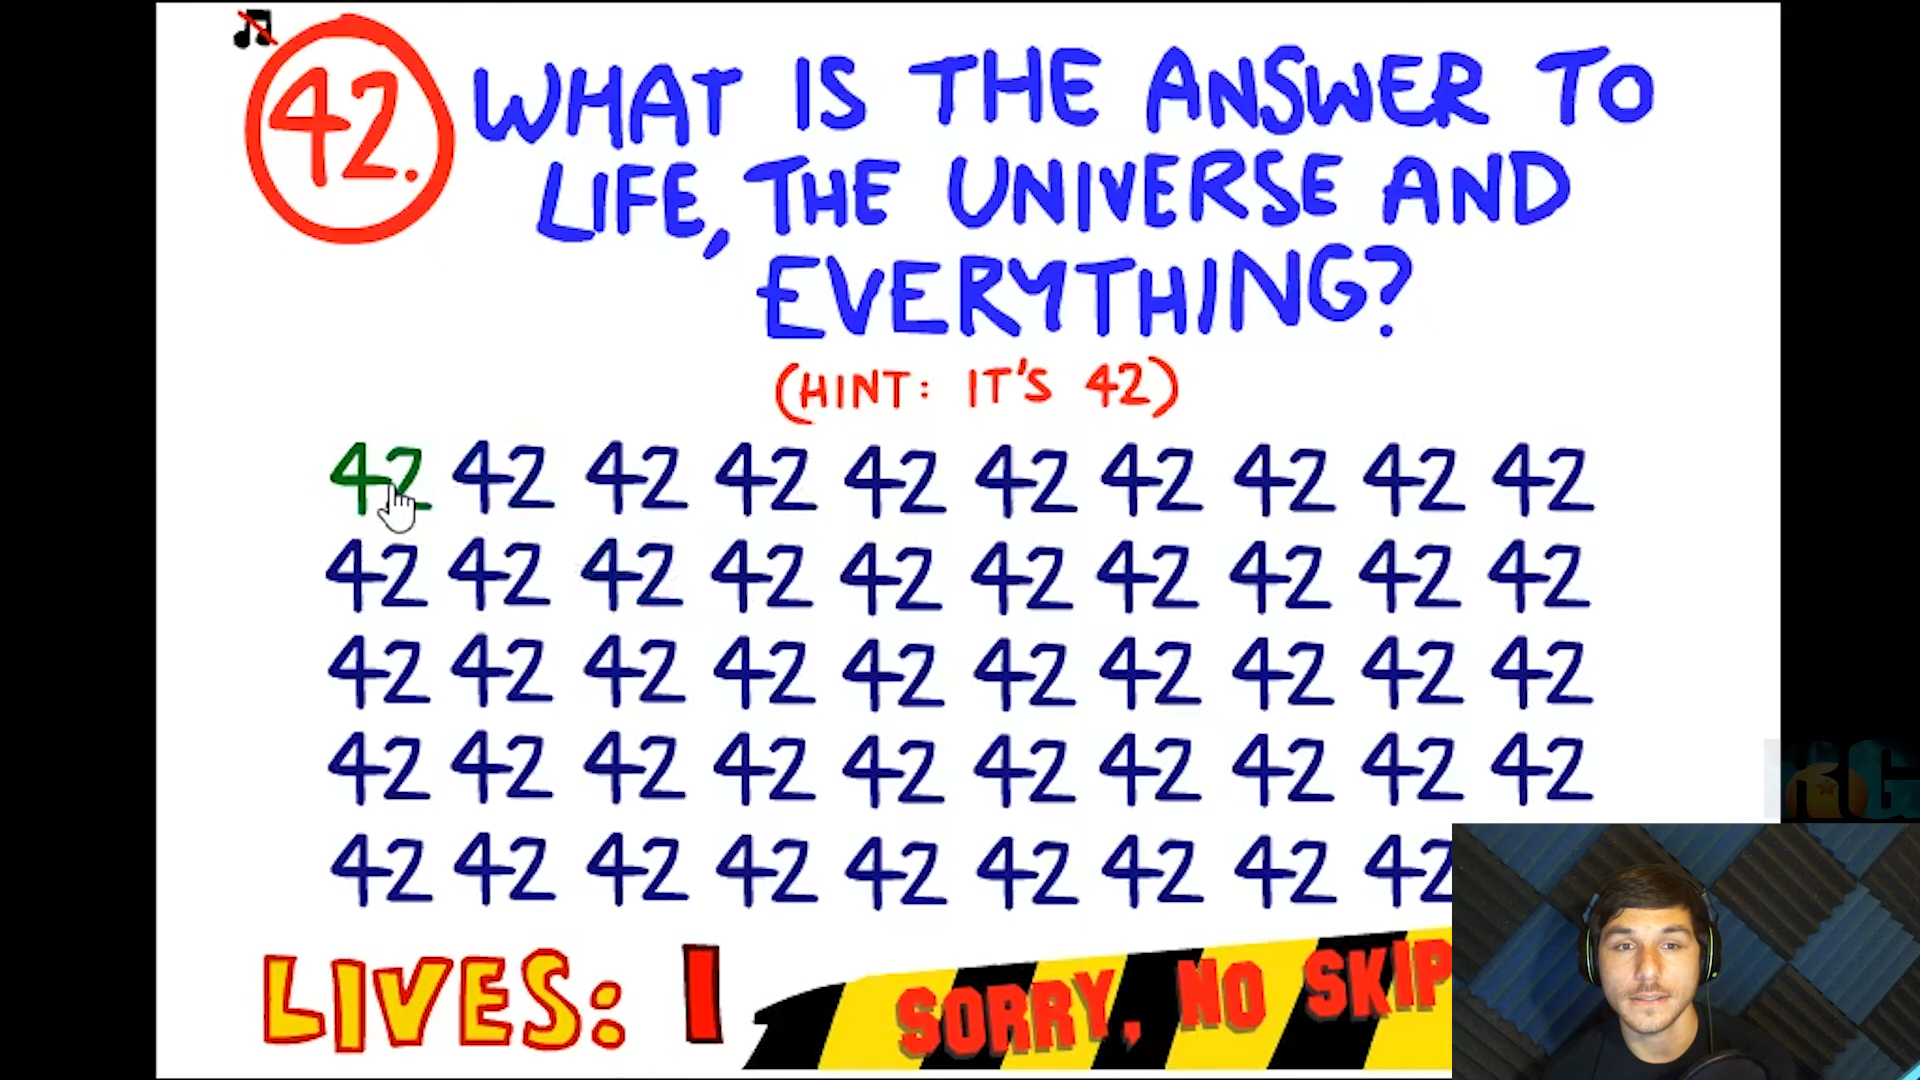 42. WHAT IS THE ANSWER TO
LIFE, THE UNIVERSE AND
EVERYTHING?
(HINT: IT'S 42)
42 42 42 42 42 42 42 42 42 42
42 42 42 42 42 42 42 42 42 42
42 42 42 42 42 42 42 42 42 42
42 42 42 42 42 42 42 42 42 42
42 42 42 42 42 42 42 42 42
LIVES: 1 SORRY, NO SKIP